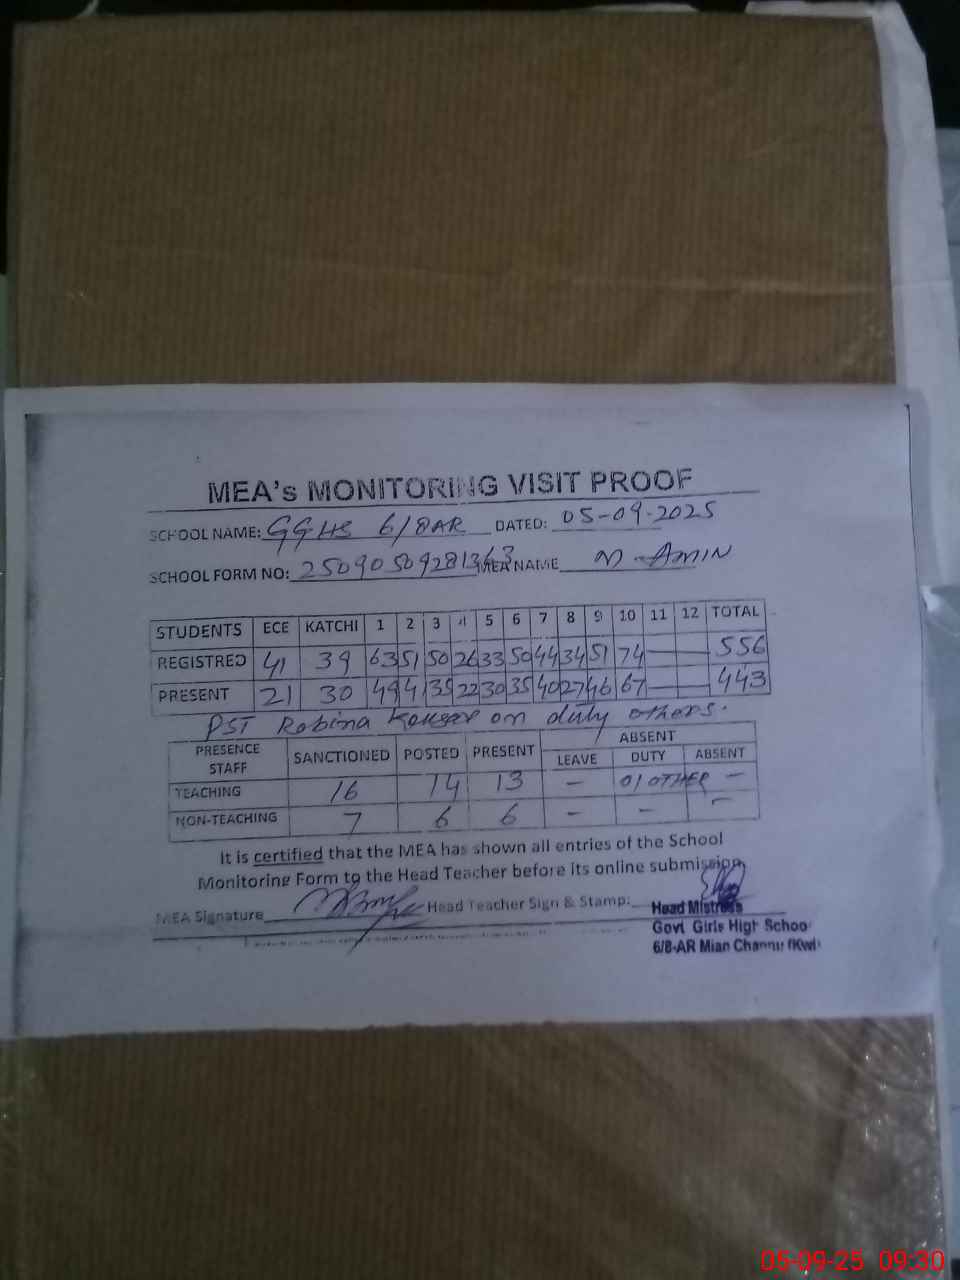 MEA's MONITORING VISIT PROOF
SCHOOL NAME: GGHS 6/8AR DATED: 05-09-2025
SCHOOL FORM NO: 25090509281363 MEA NAME M. AMIN
STUDENTS ECE KATCHI 1 2 3 4 5 6 7 8 9 10 11 12 TOTAL
REGISTRED 41 39 63 51 50 26 33 50 44 34 51 74 — — 556
PRESENT 21 30 49 41 35 22 30 35 40 27 46 67 — — 443
PST Robina Kousar on duty others.
PRESENCE STAFF SANCTIONED POSTED PRESENT ABSENT
LEAVE DUTY ABSENT
TEACHING 16 14 13 – 01 OTHER –
NON-TEACHING 7 6 6 – – –
It is certified that the MEA has shown all entries of the School
Monitoring Form to the Head Teacher before its online submission.
MEA Signature Head Teacher Sign & Stamp:
Head Mistress
Govt Girls High School
6/8-AR Mian Channu (Kwl)
05-09-25 09:30